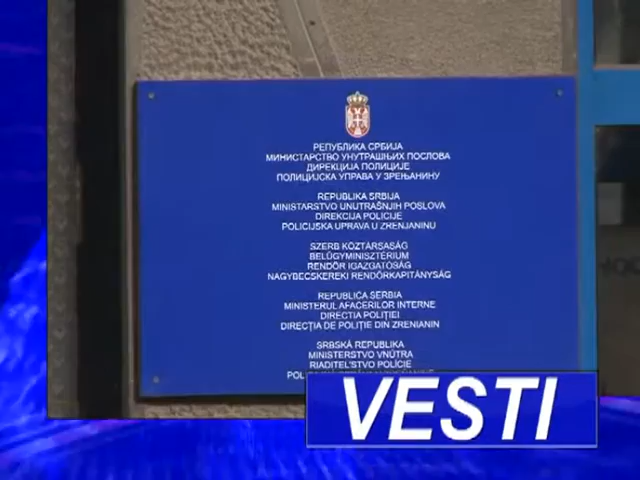 РЕПУБЛИКА СРБИЈА
МИНИСТАРСТВО УНУТРАШЊИХ ПОСЛОВА
ДИРЕКЦИЈА ПОЛИЦИЈЕ
ПОЛИЦИЈСКА УПРАВА У ЗРЕЊАНИНУ
REPUBLIKA SRBIJA
MINISTARSTVO UNUTRAŠNJIH POSLOVA
DIREKCIJA POLICIJE
POLICIJSKA UPRAVA U ZRENJANINU
SZERB KÖZTÁRSASÁG
BELÜGYMINISZTÉRIUM
RENDŐR IGAZGATÓSÁG
NAGYBECSKEREKI RENDŐRKAPITÁNYSÁG
REPUBLICA SERBIA
MINISTERUL AFACERILOR INTERNE
DIRECȚIA POLIȚIEI
DIRECȚIA DE POLIȚIE DIN ZRENIANIN
SRBSKÁ REPUBLIKA
MINISTERSTVO VNÚTRA
RIADITEĽSTVO POLÍCIE
VESTI